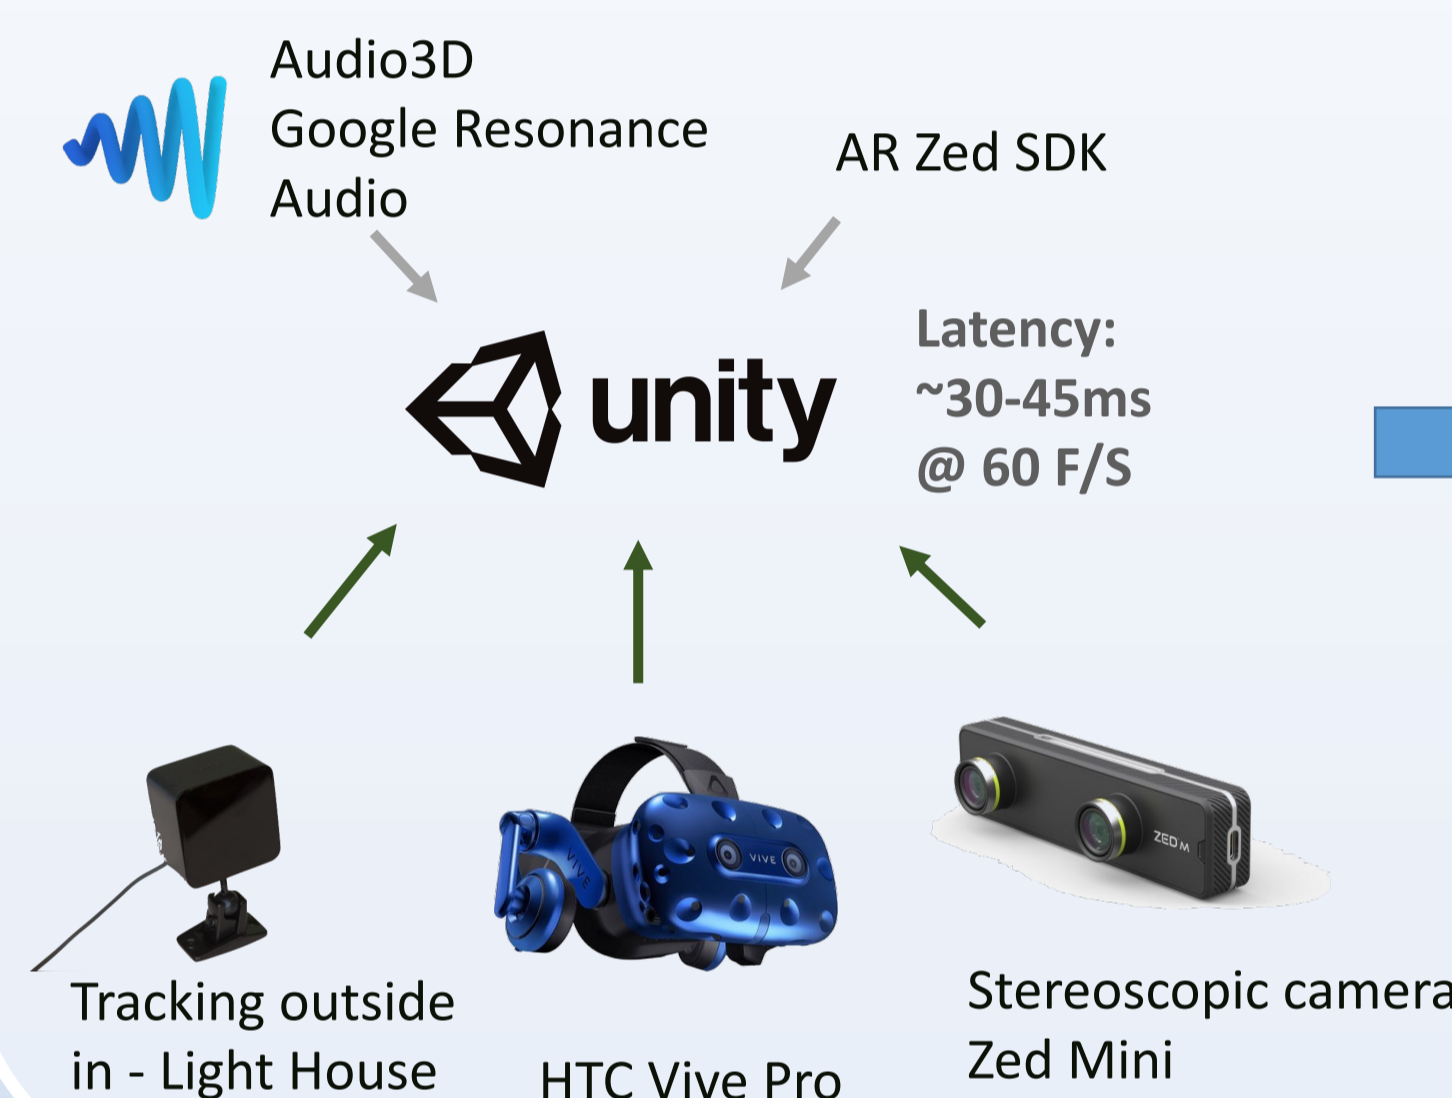 Audio3D
Google Resonance
Audio
AR Zed SDK
unity
Latency:
~30-45ms
@ 60 F/S
VIVE
VIVE
ZED M
Tracking outside
in - Light House
HTC Vive Pro
Stereoscopic camera
Zed Mini